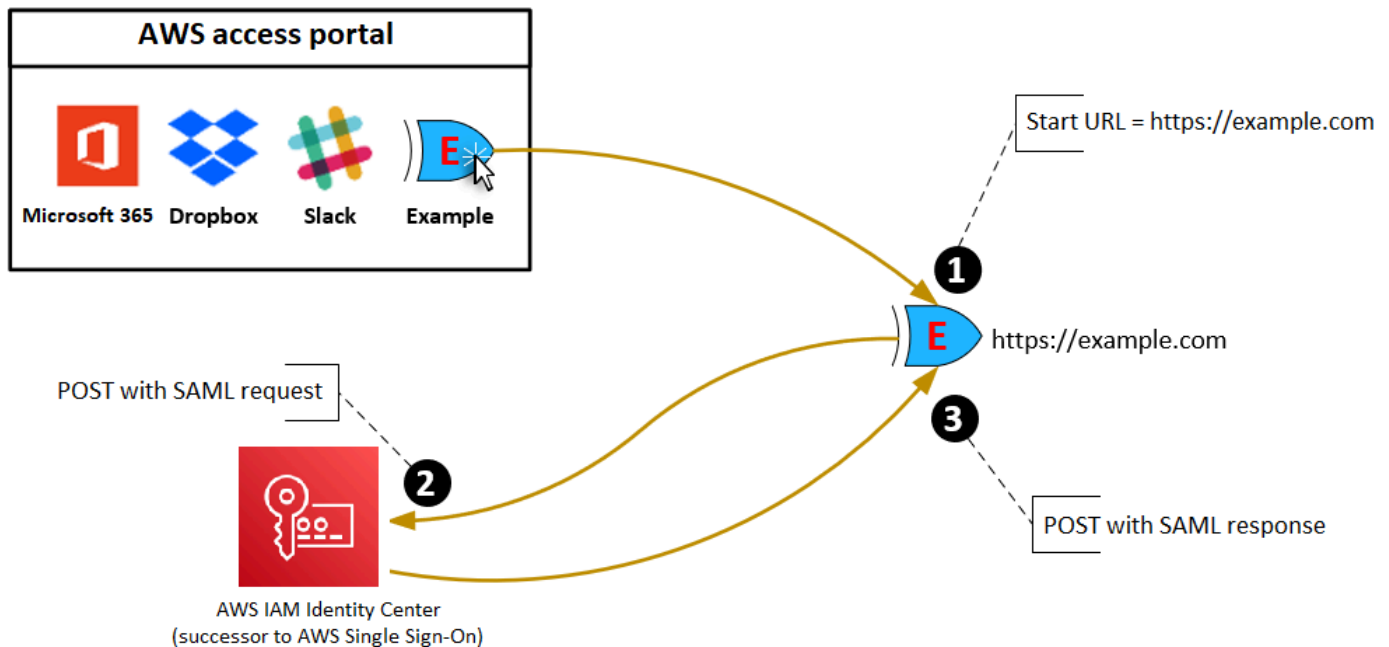 AWS access portal
E
Microsoft 365
Dropbox
Slack
Example
Start URL = https://example.com
1
E
https://example.com
POST with SAML request
2
3
POST with SAML response
AWS IAM Identity Center
(successor to AWS Single Sign-On)